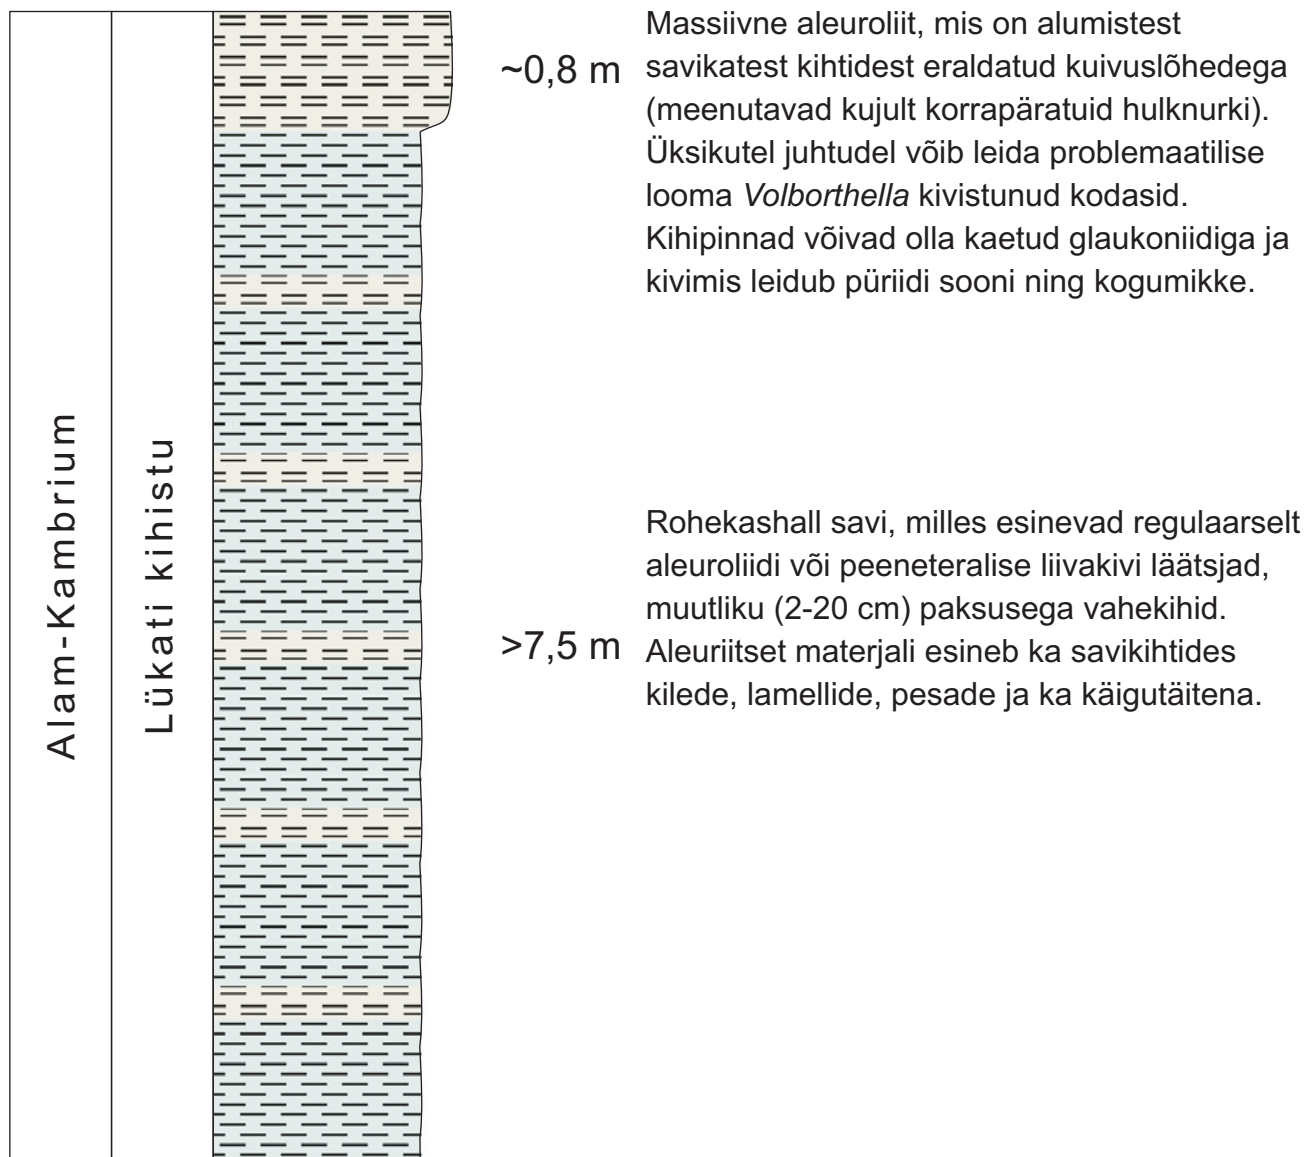 Alam-Kambrium
Lükati kihistu
~0,8 m
Massiivne aleuroliit, mis on alumistest
savikatest kihtidest eraldatud kuivuslõhedega
(meenutavad kujult korrapäratuid hulknurki).
Üksikutel juhtudel võib leida problemaatilise
looma Volborthella kivistunud kodasid.
Kihipinnad võivad olla kaetud glaukoniidiga ja
kivimis leidub püriidi sooni ning kogumikke.
>7,5 m
Rohekashall savi, milles esinevad regulaarselt
aleuroliidi või peeneteralise liivakivi läätsjad,
muutliku (2-20 cm) paksusega vahekihid.
Aleuriitset materjali esineb ka savikihtides
kilede, lamellide, pesade ja ka käigutäitena.